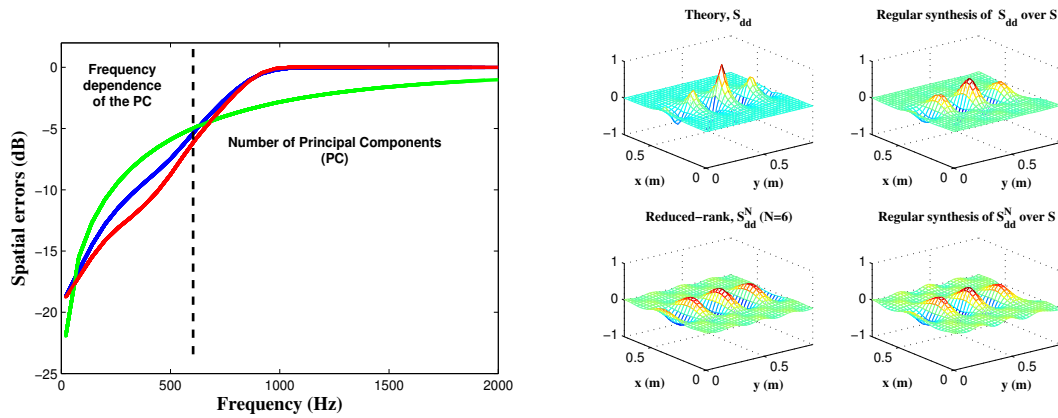 Frequency
dependence
of the PC
Number of Principal Components
(PC)
Spatial errors (dB)
0
−5
−10
−15
−20
−25
0 500 1000 1500 2000
Frequency (Hz)
Theory, S_dd
1
0
−1
0.5
0
0
0.5
x (m)
y (m)
Regular synthesis of S_dd over S
1
0
−1
0.5
0
0
0.5
x (m)
y (m)
Reduced−rank, S_dd^N (N=6)
1
0
−1
0.5
0
0
0.5
x (m)
y (m)
Regular synthesis of S_dd^N over S
1
0
−1
0.5
0
0
0.5
x (m)
y (m)